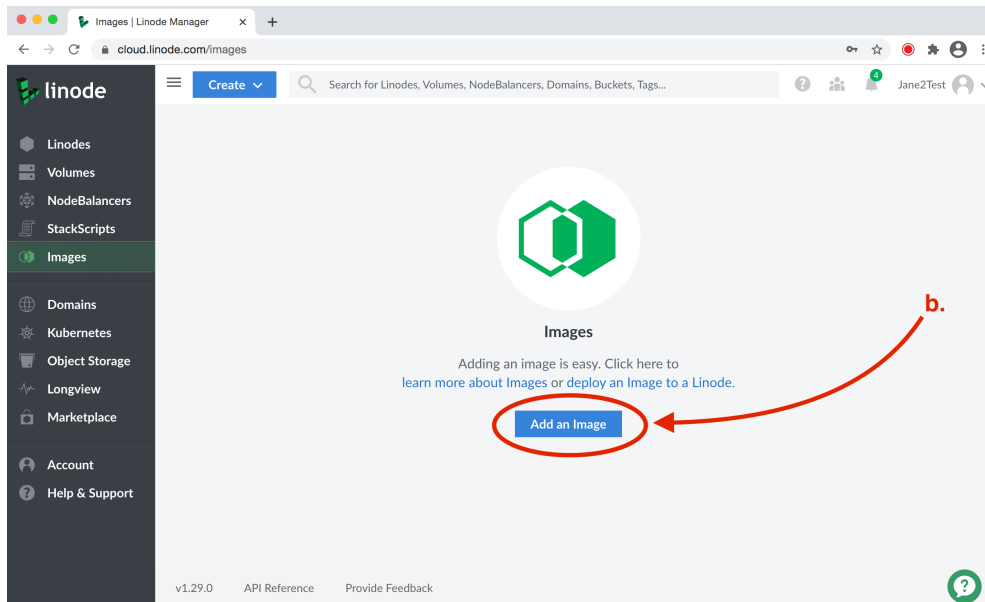 Images | Linode Manager
cloud.linode.com/images
linode
Create
Search for Linodes, Volumes, NodeBalancers, Domains, Buckets, Tags...
4
Jane2Test
Linodes
Volumes
NodeBalancers
StackScripts
Images
Domains
Kubernetes
Object Storage
Longview
Marketplace
Account
Help & Support
b.
Images
Adding an image is easy. Click here to
learn more about Images or deploy an Image to a Linode.
Add an Image
v1.29.0 API Reference Provide Feedback